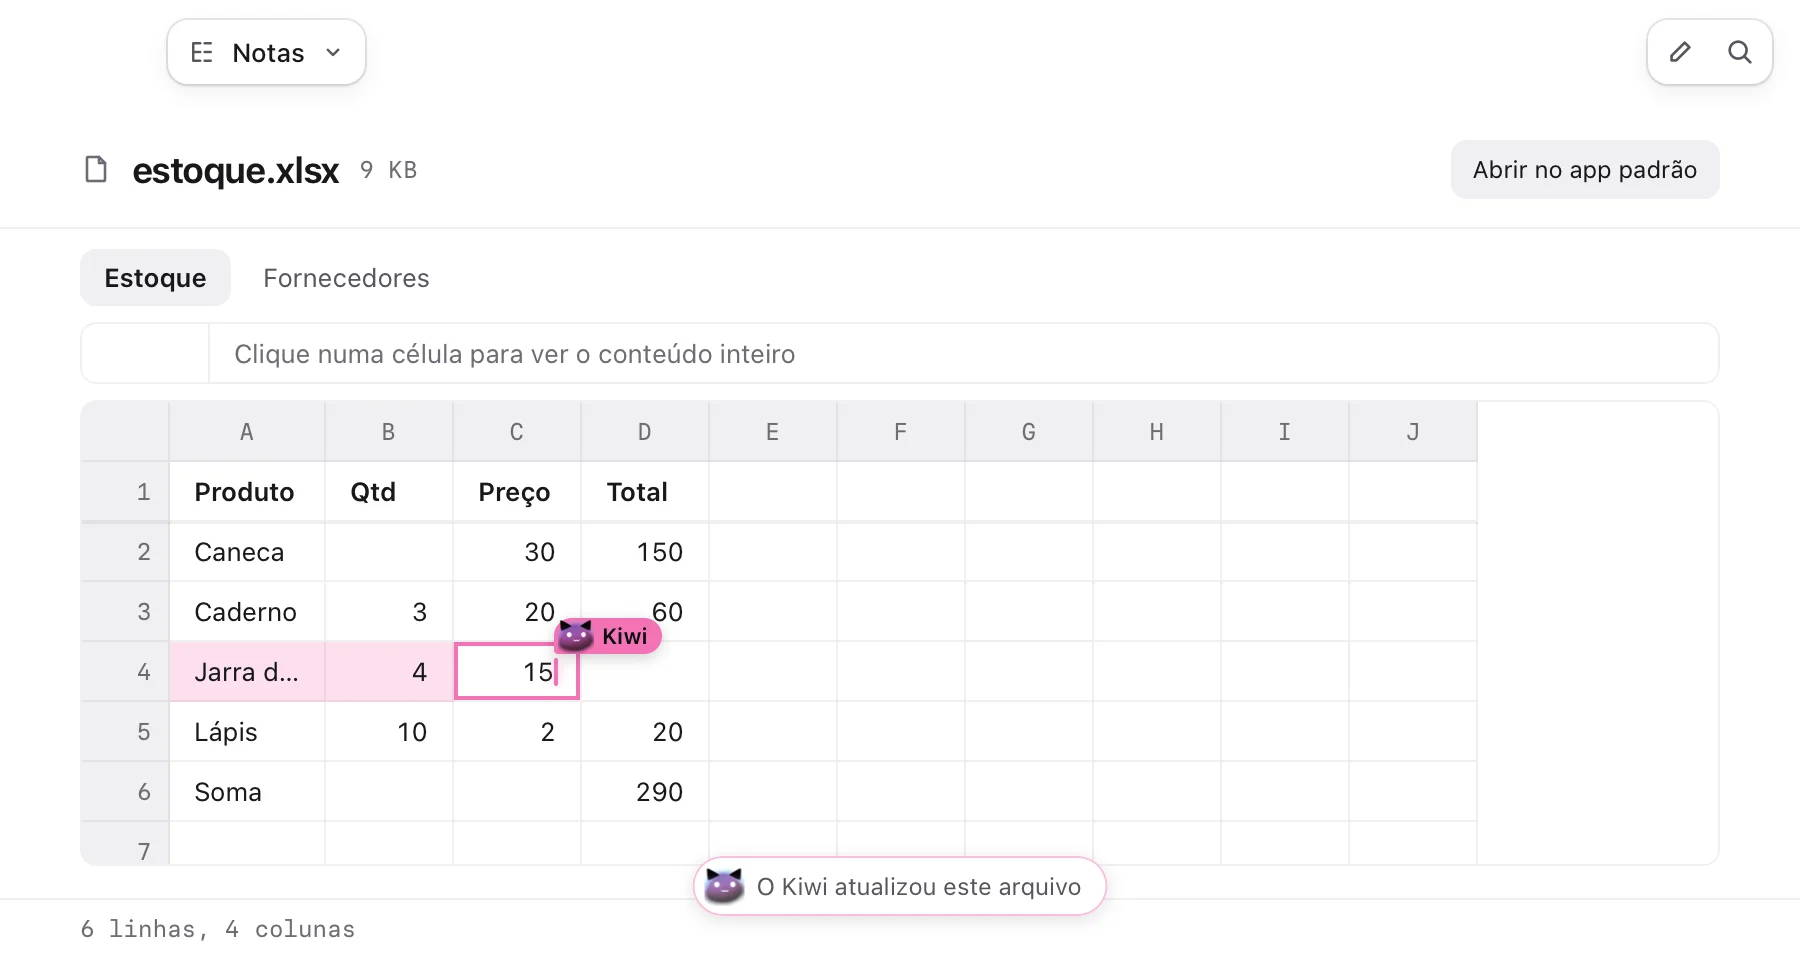 Notas
estoque.xlsx 9 KB
Abrir no app padrão
Estoque Fornecedores
Clique numa célula para ver o conteúdo inteiro
A B C D E F G H I J
1 Produto Qtd Preço Total
2 Caneca 30 150
3 Caderno 3 20 60
Kiwi
4 Jarra d... 4 15
5 Lápis 10 2 20
6 Soma 290
7
O Kiwi atualizou este arquivo
6 linhas, 4 colunas